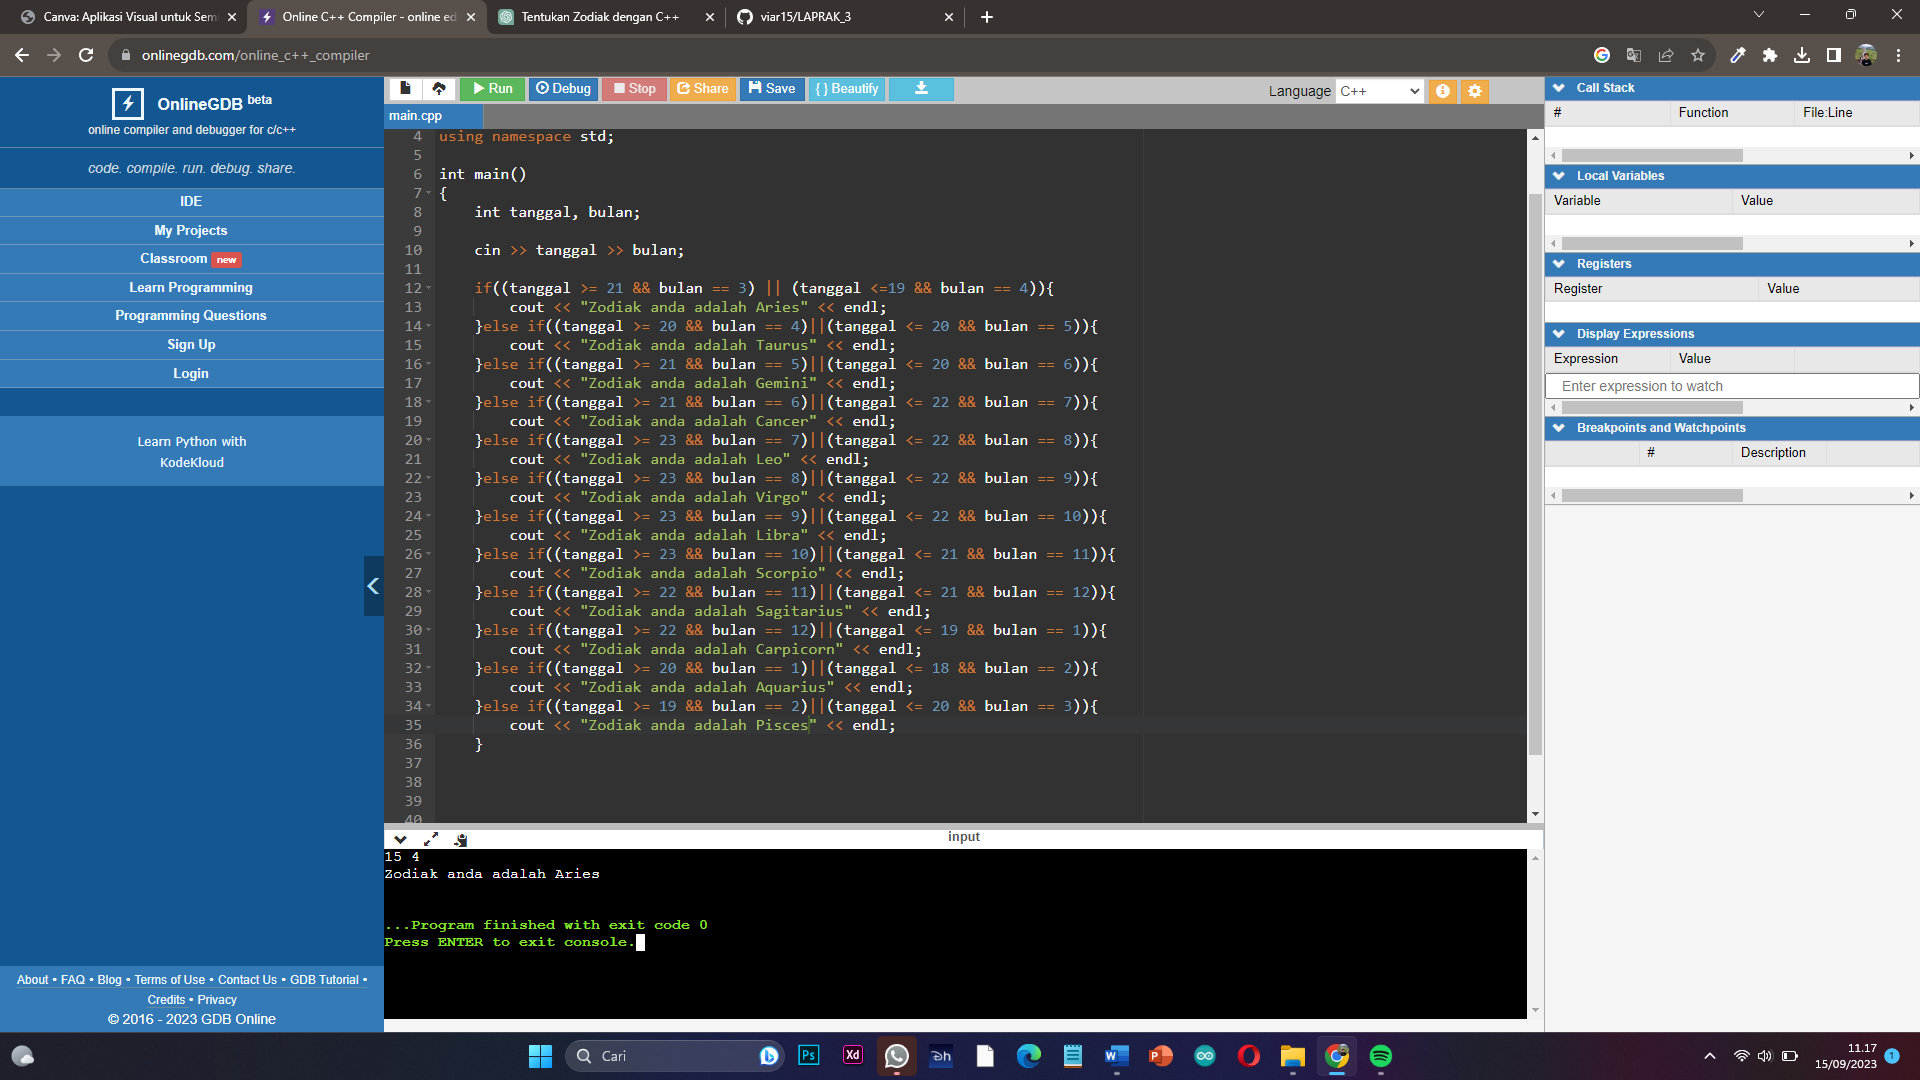 Canva: Aplikasi Visual untuk Sem
Online C++ Compiler - online ed
Tentukan Zodiak dengan C++
viar15/LAPRAK_3
onlinegdb.com/online_c++_compiler
OnlineGDB beta
online compiler and debugger for c/c++
code. compile. run. debug. share.
IDE
My Projects
Classroom new
Learn Programming
Programming Questions
Sign Up
Login
Learn Python with
KodeKloud
About • FAQ • Blog • Terms of Use • Contact Us • GDB Tutorial •
Credits • Privacy
© 2016 - 2023 GDB Online
Run
Debug
Stop
Share
Save
{ } Beautify
Language C++
main.cpp
4 using namespace std;
5
6 int main()
7 {
8 int tanggal, bulan;
9
10 cin >> tanggal >> bulan;
11
12 if((tanggal >= 21 && bulan == 3) || (tanggal <=19 && bulan == 4)){
13 cout << "Zodiak anda adalah Aries" << endl;
14 }else if((tanggal >= 20 && bulan == 4)||(tanggal <= 20 && bulan == 5)){
15 cout << "Zodiak anda adalah Taurus" << endl;
16 }else if((tanggal >= 21 && bulan == 5)||(tanggal <= 20 && bulan == 6)){
17 cout << "Zodiak anda adalah Gemini" << endl;
18 }else if((tanggal >= 21 && bulan == 6)||(tanggal <= 22 && bulan == 7)){
19 cout << "Zodiak anda adalah Cancer" << endl;
20 }else if((tanggal >= 23 && bulan == 7)||(tanggal <= 22 && bulan == 8)){
21 cout << "Zodiak anda adalah Leo" << endl;
22 }else if((tanggal >= 23 && bulan == 8)||(tanggal <= 22 && bulan == 9)){
23 cout << "Zodiak anda adalah Virgo" << endl;
24 }else if((tanggal >= 23 && bulan == 9)||(tanggal <= 22 && bulan == 10)){
25 cout << "Zodiak anda adalah Libra" << endl;
26 }else if((tanggal >= 23 && bulan == 10)||(tanggal <= 21 && bulan == 11)){
27 cout << "Zodiak anda adalah Scorpio" << endl;
28 }else if((tanggal >= 22 && bulan == 11)||(tanggal <= 21 && bulan == 12)){
29 cout << "Zodiak anda adalah Sagitarius" << endl;
30 }else if((tanggal >= 22 && bulan == 12)||(tanggal <= 19 && bulan == 1)){
31 cout << "Zodiak anda adalah Carpicorn" << endl;
32 }else if((tanggal >= 20 && bulan == 1)||(tanggal <= 18 && bulan == 2)){
33 cout << "Zodiak anda adalah Aquarius" << endl;
34 }else if((tanggal >= 19 && bulan == 2)||(tanggal <= 20 && bulan == 3)){
35 cout << "Zodiak anda adalah Pisces" << endl;
36 }
37
38
39
40
input
15 4
Zodiak anda adalah Aries
...Program finished with exit code 0
Press ENTER to exit console.
Call Stack
# Function File:Line
Local Variables
Variable Value
Registers
Register Value
Display Expressions
Expression Value
Enter expression to watch
Breakpoints and Watchpoints
# Description
Cari
Ps
Xd
11.17
15/09/2023
1